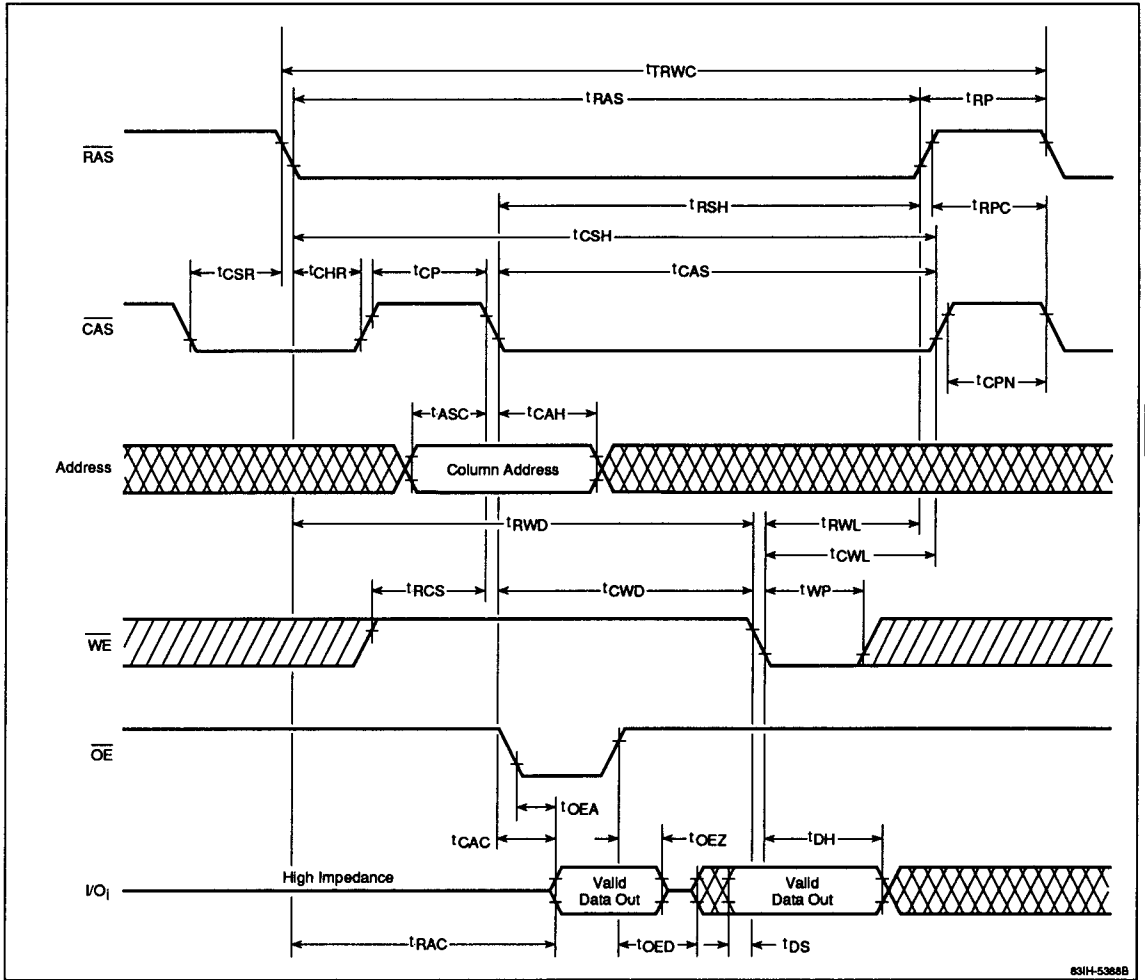 tTRWC
tRAS
tRP
RAS
tRSH
tRPC
tCSH
tCSR
tCHR
tCP
tCAS
CAS
tCPN
tASC
tCAH
Address
Column Address
tRWD
tRWL
tCWL
tRCS
tCWD
tWP
WE
OE
tOEA
tCAC
tOEZ
tDH
I/Oi
High Impedance
Valid
Data Out
Valid
Data Out
tRAC
tOED
tDS
83IH-5388B